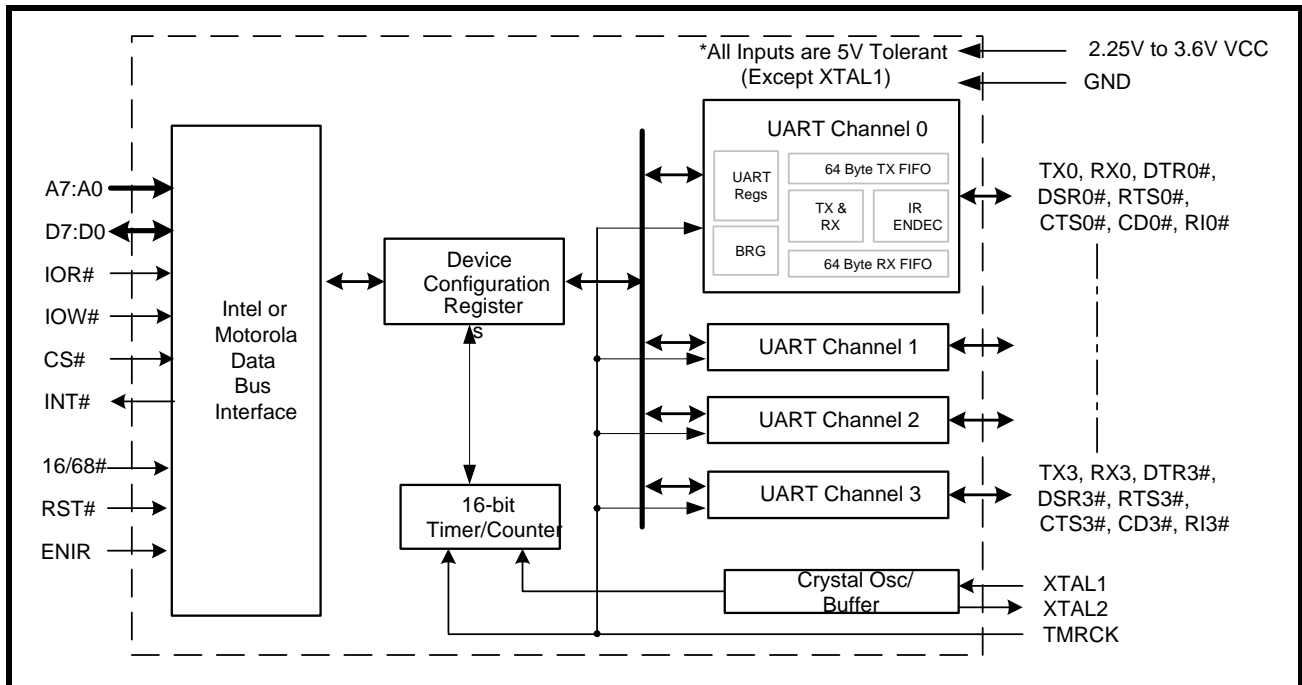 *All Inputs are 5V Tolerant
(Except XTAL1)
2.25V to 3.6V VCC
GND
A7:A0
D7:D0
IOR#
IOW#
CS#
INT#
16/68#
RST#
ENIR
Intel or
Motorola
Data
Bus
Interface
Device
Configuration
Register
s
16-bit
Timer/Counter
UART Channel 0
UART
Regs
BRG
64 Byte TX FIFO
TX &
RX
IR
ENDEC
64 Byte RX FIFO
UART Channel 1
UART Channel 2
UART Channel 3
Crystal Osc/
Buffer
TX0, RX0, DTR0#,
DSR0#, RTS0#,
CTS0#, CD0#, RI0#
TX3, RX3, DTR3#,
DSR3#, RTS3#,
CTS3#, CD3#, RI3#
XTAL1
XTAL2
TMRCK